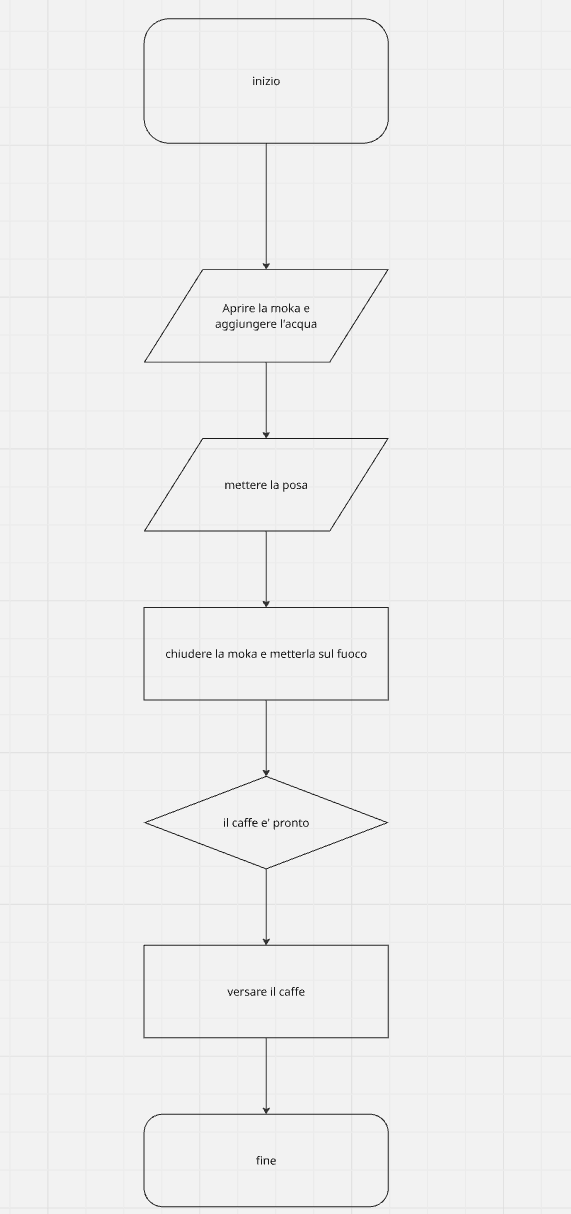 inizio
Aprire la moka e
aggiungere l'acqua
mettere la posa
chiudere la moka e metterla sul fuoco
il caffe e' pronto
versare il caffe
fine